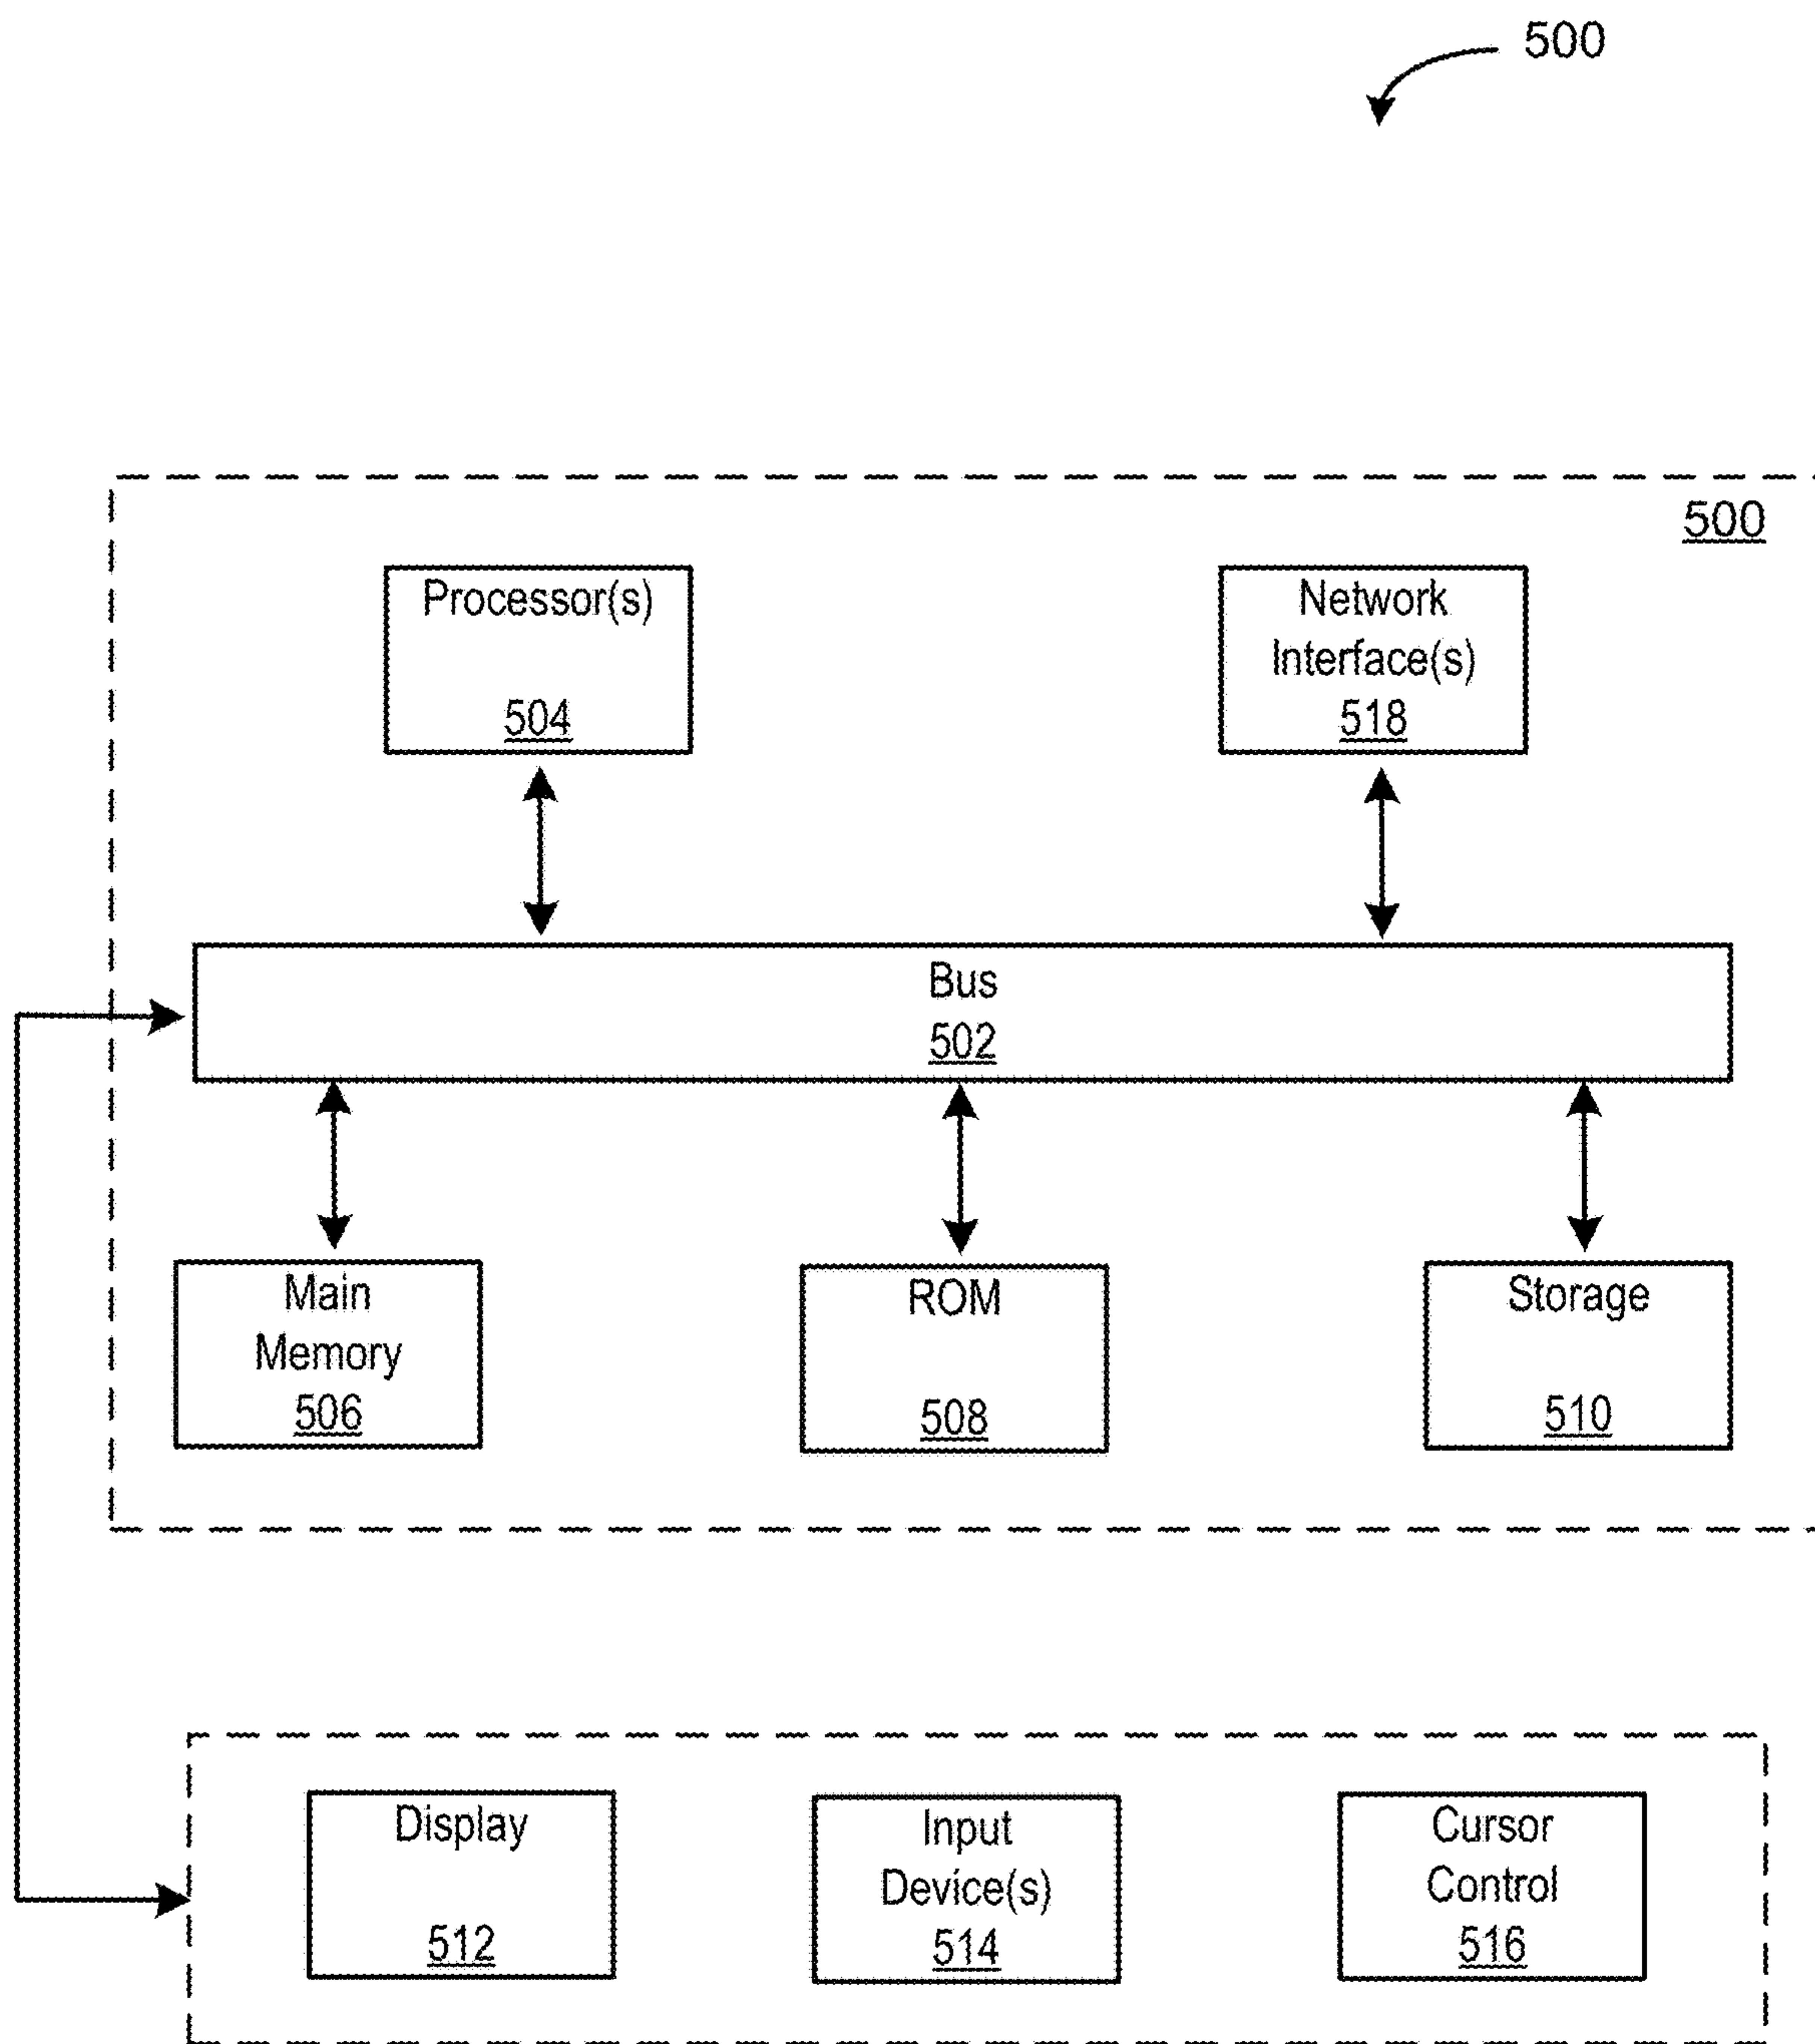 500
500
Processor(s)
504
Network
Interface(s)
518
Bus
502
Main
Memory
506
ROM
508
Storage
510
Display
512
Input
Device(s)
514
Cursor
Control
516